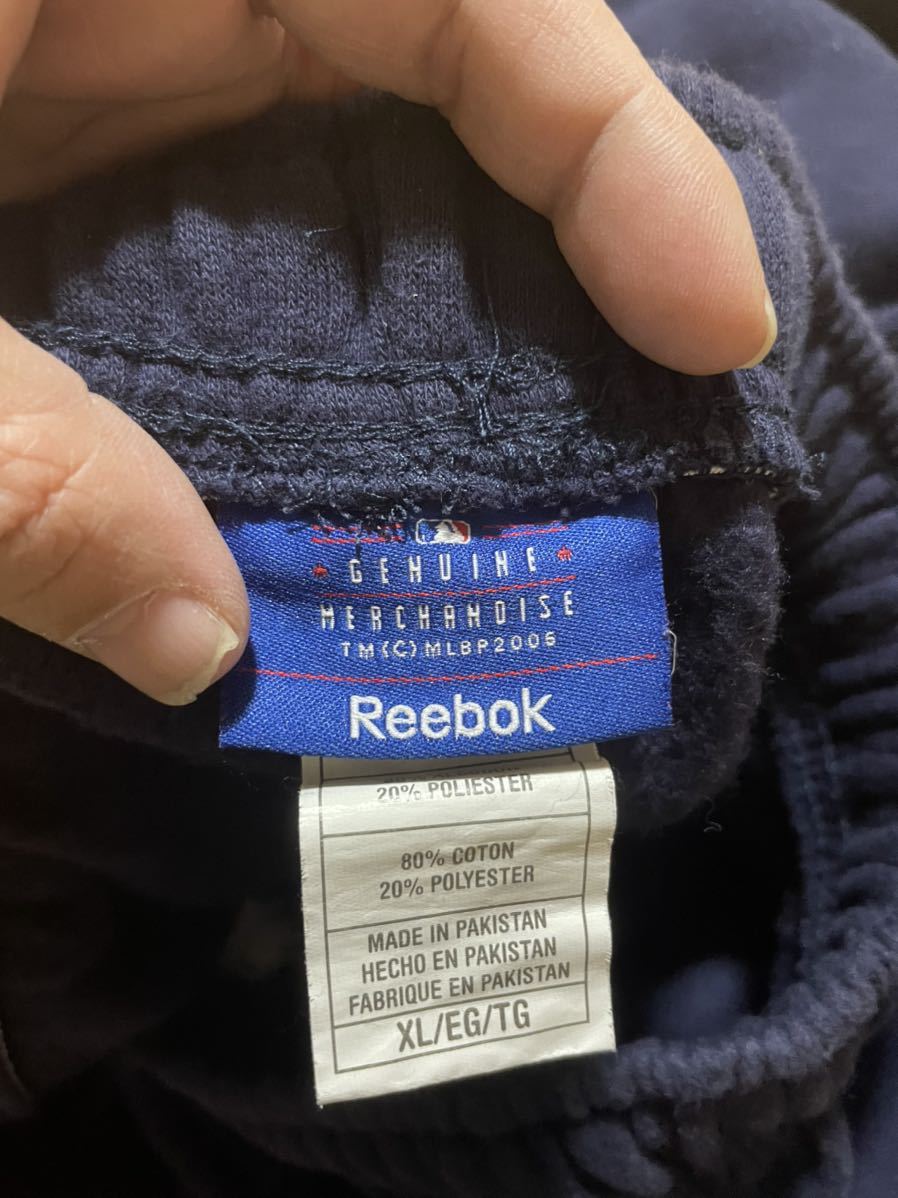 GENUINE
MERCHANDISE
TM(C)MLBP2006
Reebok
20% POLIESTER
80% COTON
20% POLYESTER
MADE IN PAKISTAN
HECHO EN PAKISTAN
FABRIQUE EN PAKISTAN
XL/EG/TG